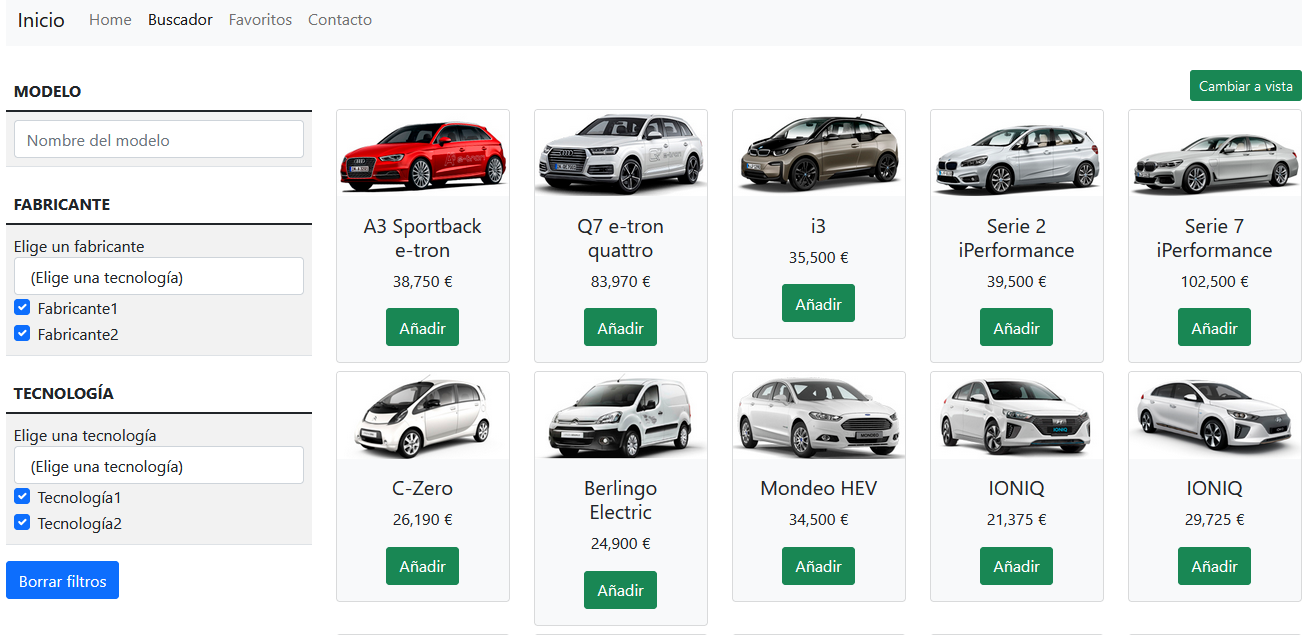 Inicio Home Buscador Favoritos Contacto
Cambiar a vista
MODELO
Nombre del modelo
FABRICANTE
Elige un fabricante
(Elige una tecnología)
Fabricante1
Fabricante2
TECNOLOGÍA
Elige una tecnología
(Elige una tecnología)
Tecnología1
Tecnología2
Borrar filtros
A3 Sportback
e-tron
38,750 €
Añadir
Q7 e-tron
quattro
83,970 €
Añadir
i3
35,500 €
Añadir
Serie 2
iPerformance
39,500 €
Añadir
Serie 7
iPerformance
102,500 €
Añadir
C-Zero
26,190 €
Añadir
Berlingo
Electric
24,900 €
Añadir
MONDEO
Mondeo HEV
34,500 €
Añadir
IONIQ
IONIQ
21,375 €
Añadir
IONIQ
29,725 €
Añadir